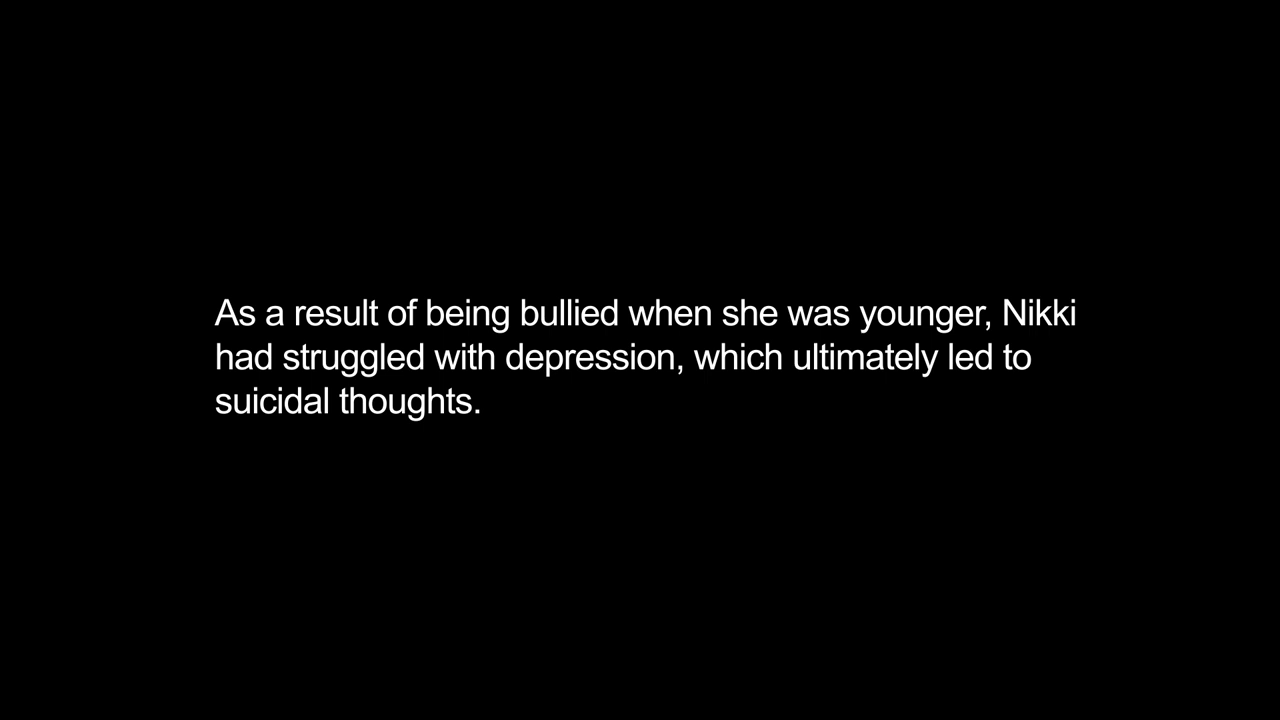 As a result of being bullied when she was younger, Nikki
had struggled with depression, which ultimately led to
suicidal thoughts.